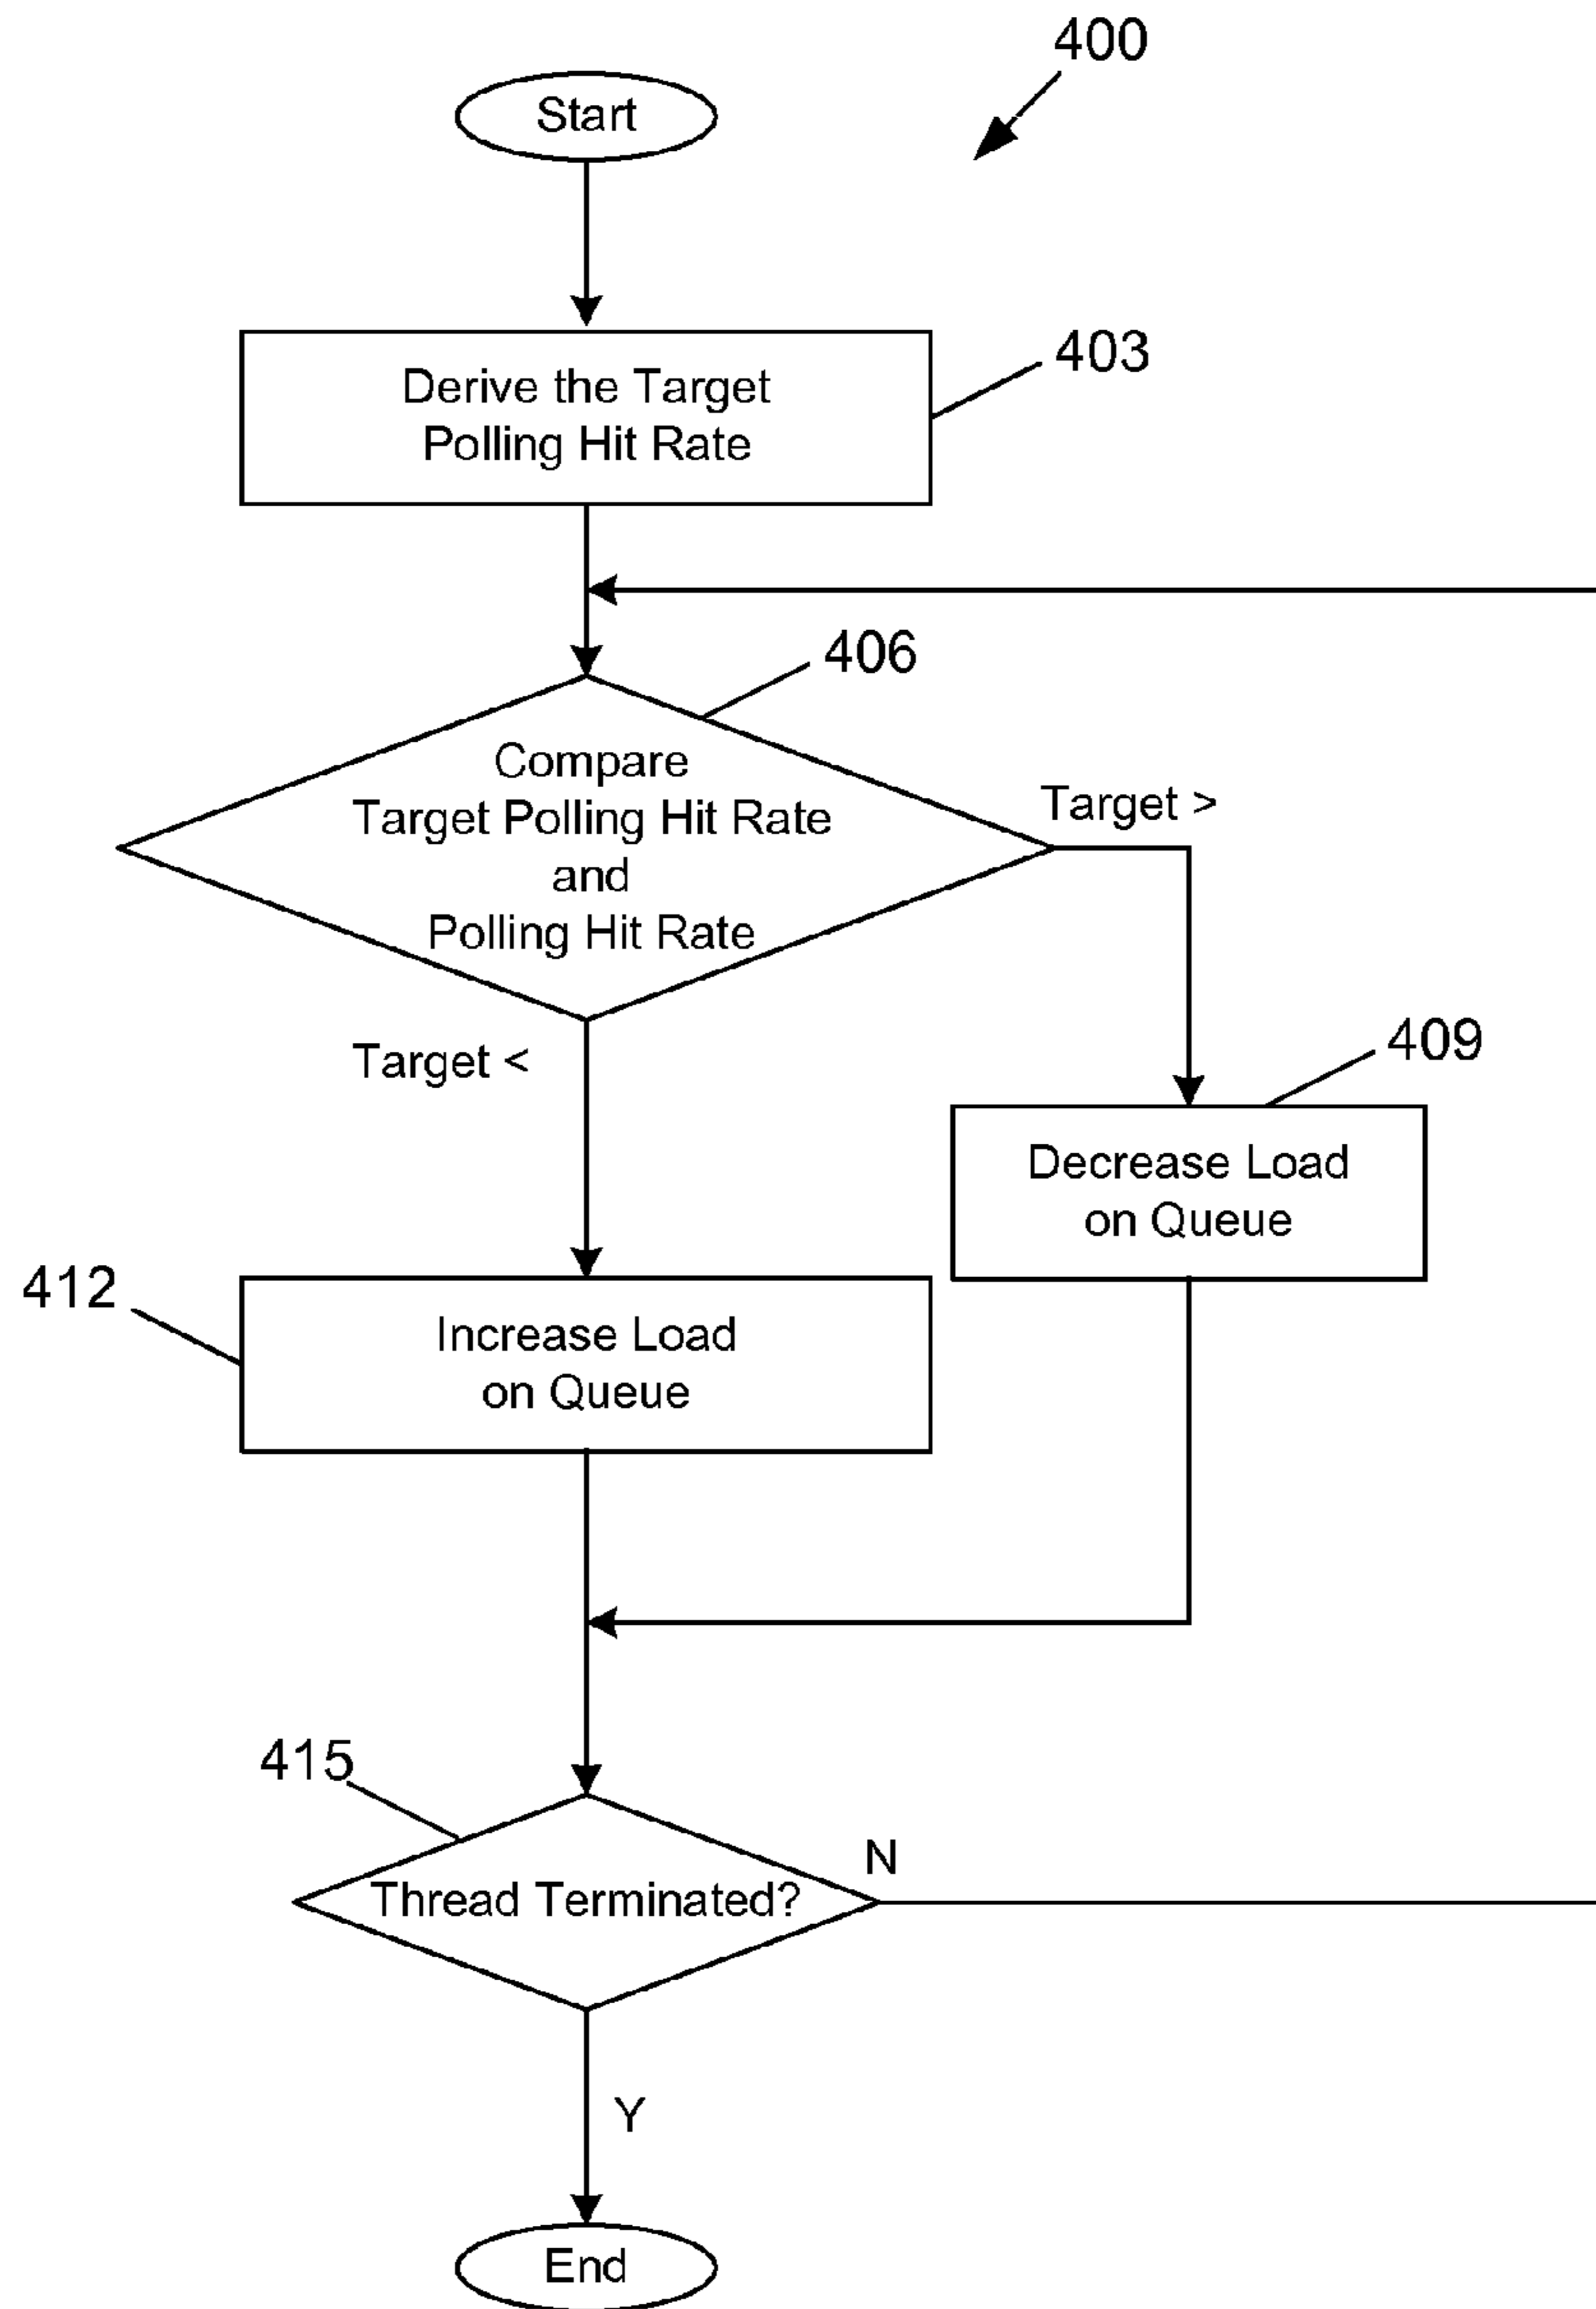 400
Start
403
Derive the Target
Polling Hit Rate
406
Compare
Target Polling Hit Rate
and
Polling Hit Rate
Target >
Target <
409
Decrease Load
on Queue
412
Increase Load
on Queue
415
Thread Terminated?
N
Y
End